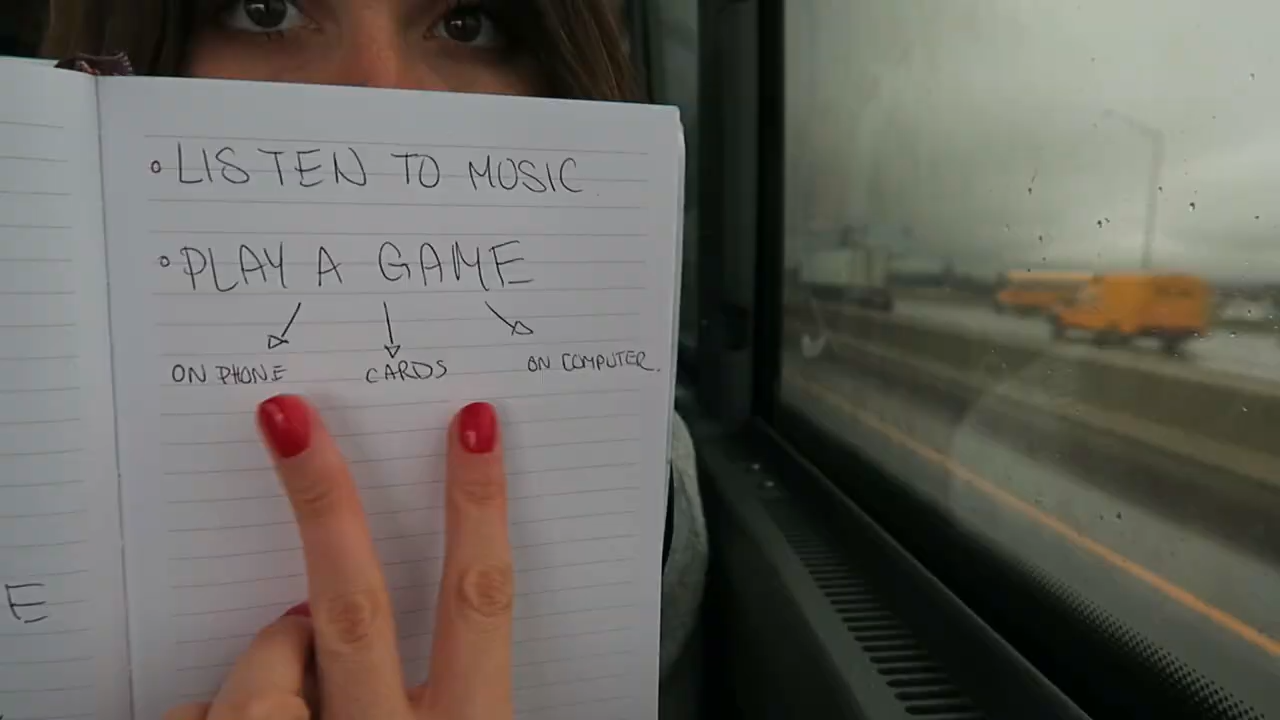 LISTEN TO MUSIC
PLAY A GAME
ON PHONE CARDS ON COMPUTER.
E